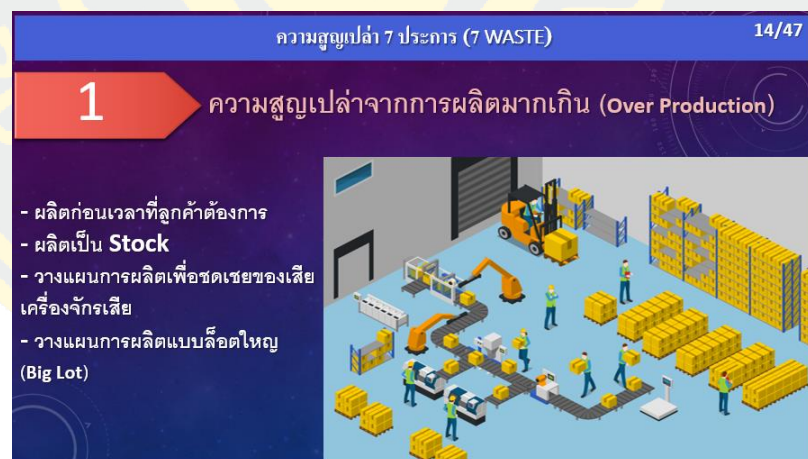 ความสูญเปล่า 7 ประการ (7 WASTE)
14/47
1
ความสูญเปล่าจากการผลิตมากเกิน (Over Production)
- ผลิตก่อนเวลาที่ลูกค้าต้องการ
- ผลิตเป็น Stock
- วางแผนการผลิตเพื่อชดเชยของเสีย
เครื่องจักรเสีย
- วางแผนการผลิตแบบล็อตใหญ่
(Big Lot)